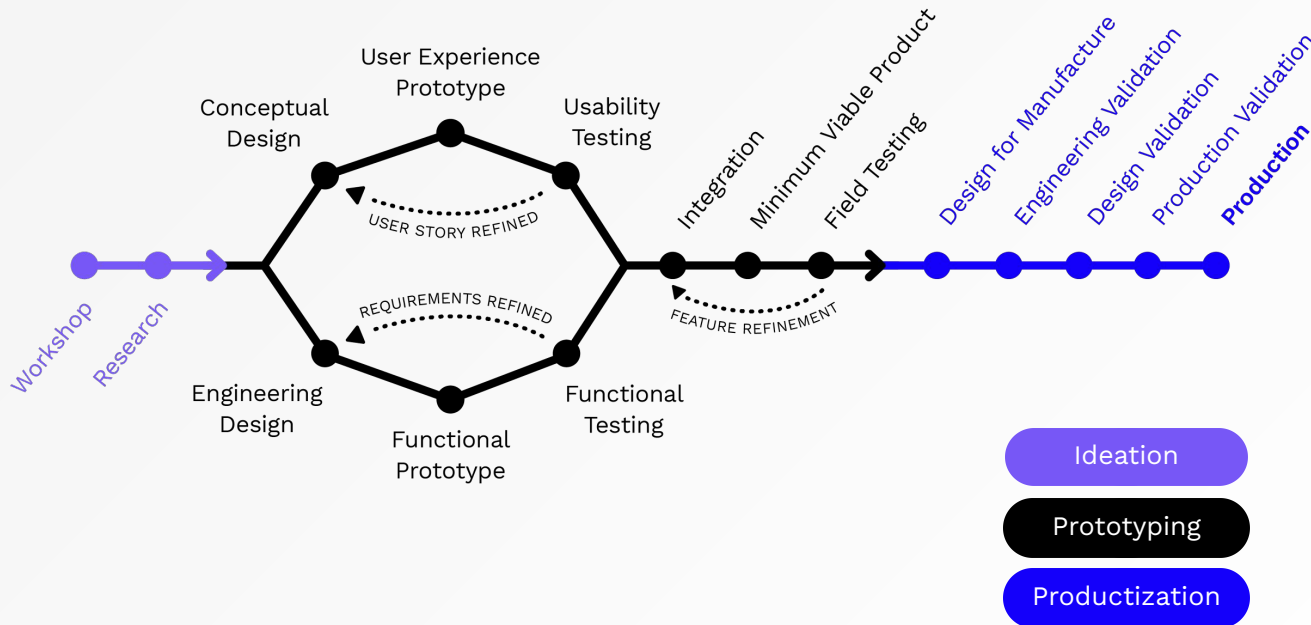 Workshop
Research
Conceptual
Design
User Experience
Prototype
Usability
Testing
USER STORY REFINED
REQUIREMENTS REFINED
Engineering
Design
Functional
Prototype
Functional
Testing
Integration
Minimum Viable Product
Field Testing
FEATURE REFINEMENT
Design for Manufacture
Engineering Validation
Design Validation
Production Validation
Production
Ideation
Prototyping
Productization